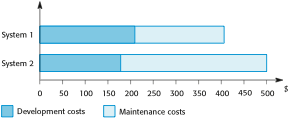 System 1
System 2
0 50 100 150 200 250 300 350 400 450 500 $
Development costs Maintenance costs